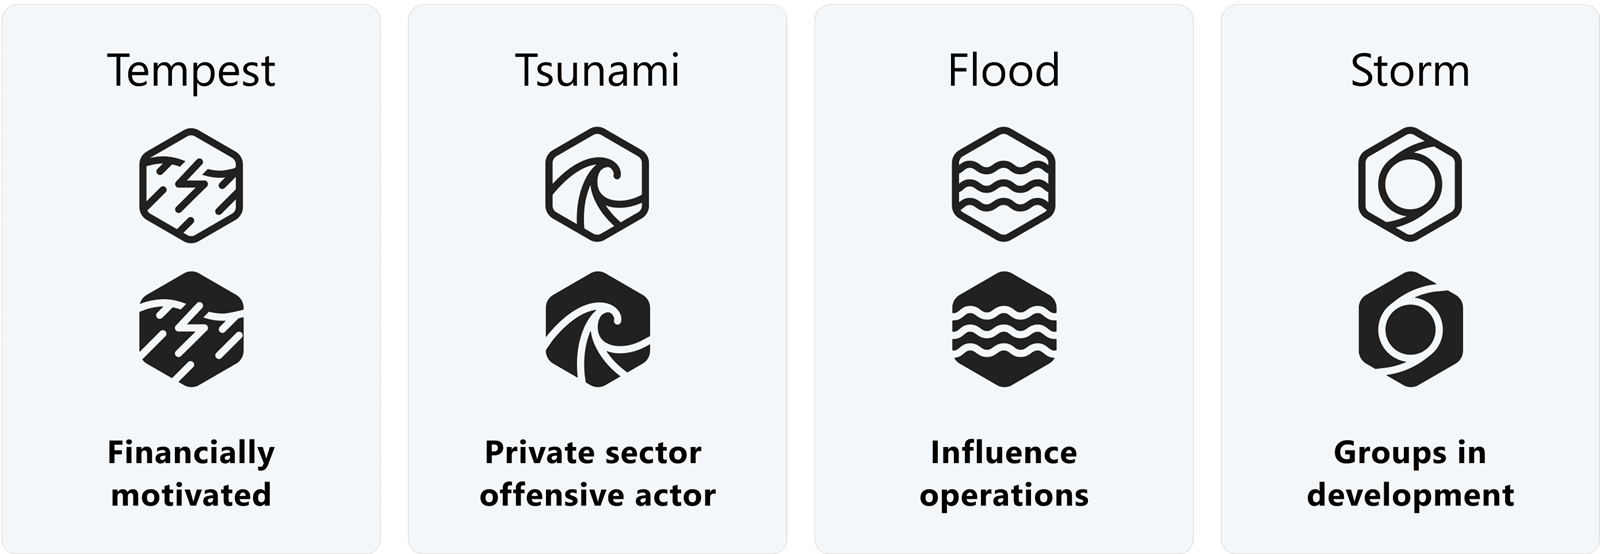 Tempest
Financially
motivated
Tsunami
Private sector
offensive actor
Flood
Influence
operations
Storm
Groups in
development